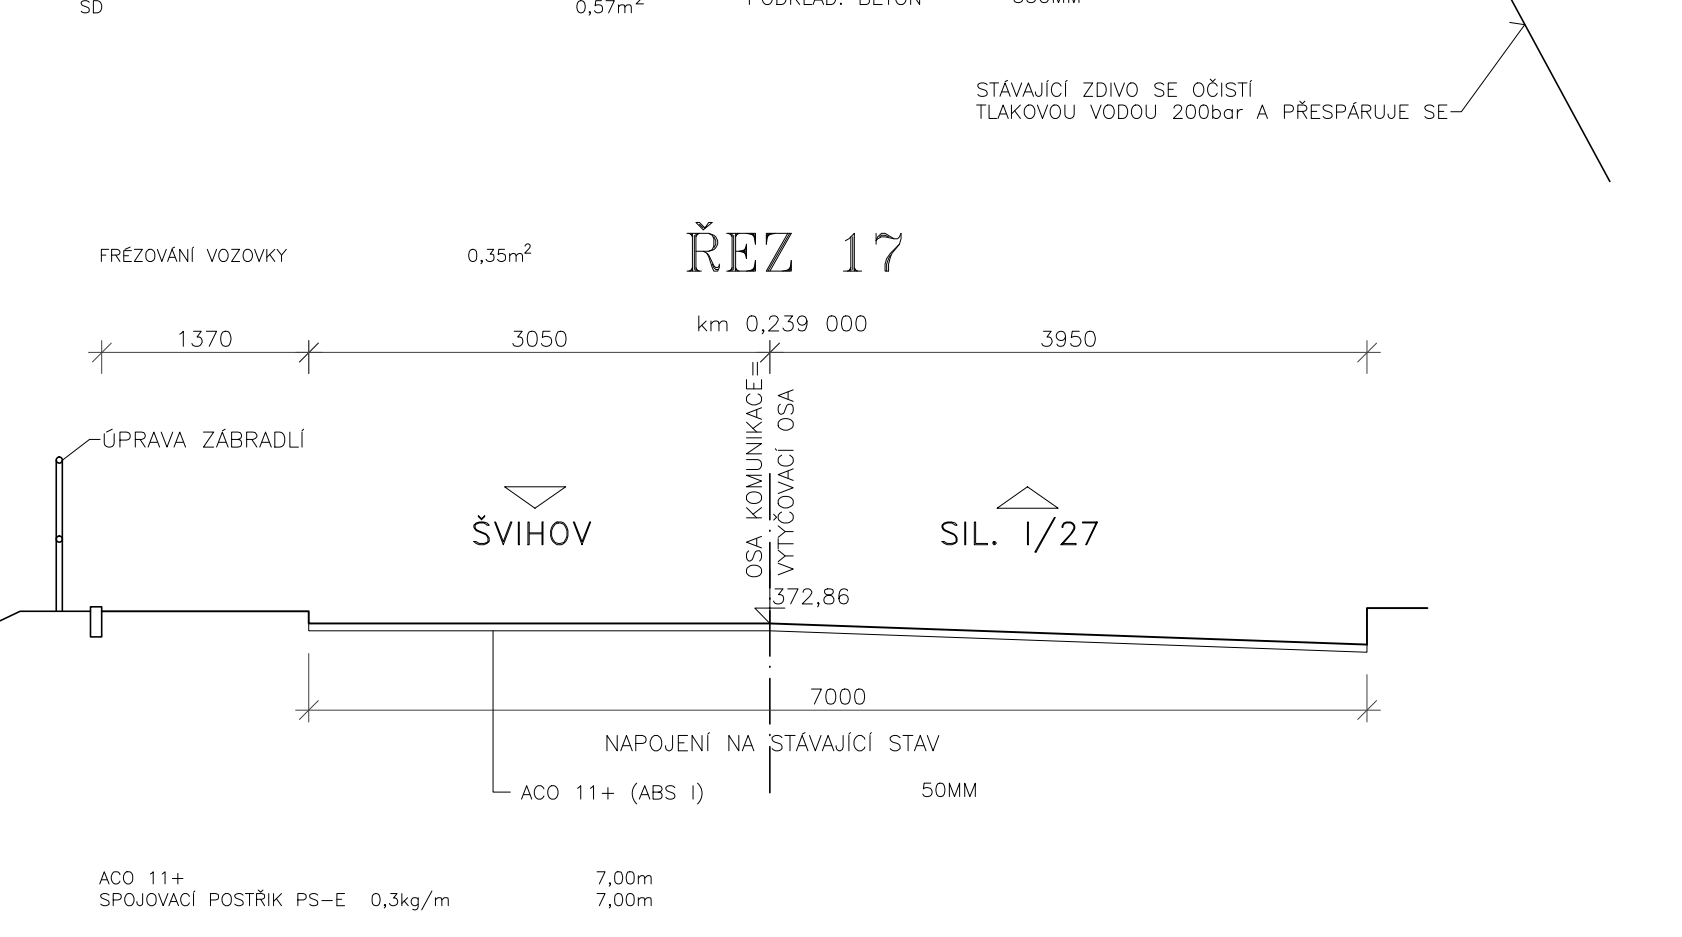 SD 0,57m²
STÁVAJÍCÍ ZDIVO SE OČISTÍ
TLAKOVOU VODOU 200bar A PŘESPÁRUJE SE
FRÉZOVÁNÍ VOZOVKY 0,35m²
ŘEZ 17
km 0,239 000
1370 3050 3950
OSA KOMUNIKACE=
VYTYČOVACÍ OSA
ÚPRAVA ZÁBRADLÍ
ŠVIHOV
SIL. I/27
372,86
7000
NAPOJENÍ NA STÁVAJÍCÍ STAV
ACO 11+ (ABS I) 50MM
ACO 11+ 7,00m
SPOJOVACÍ POSTŘIK PS-E 0,3kg/m 7,00m